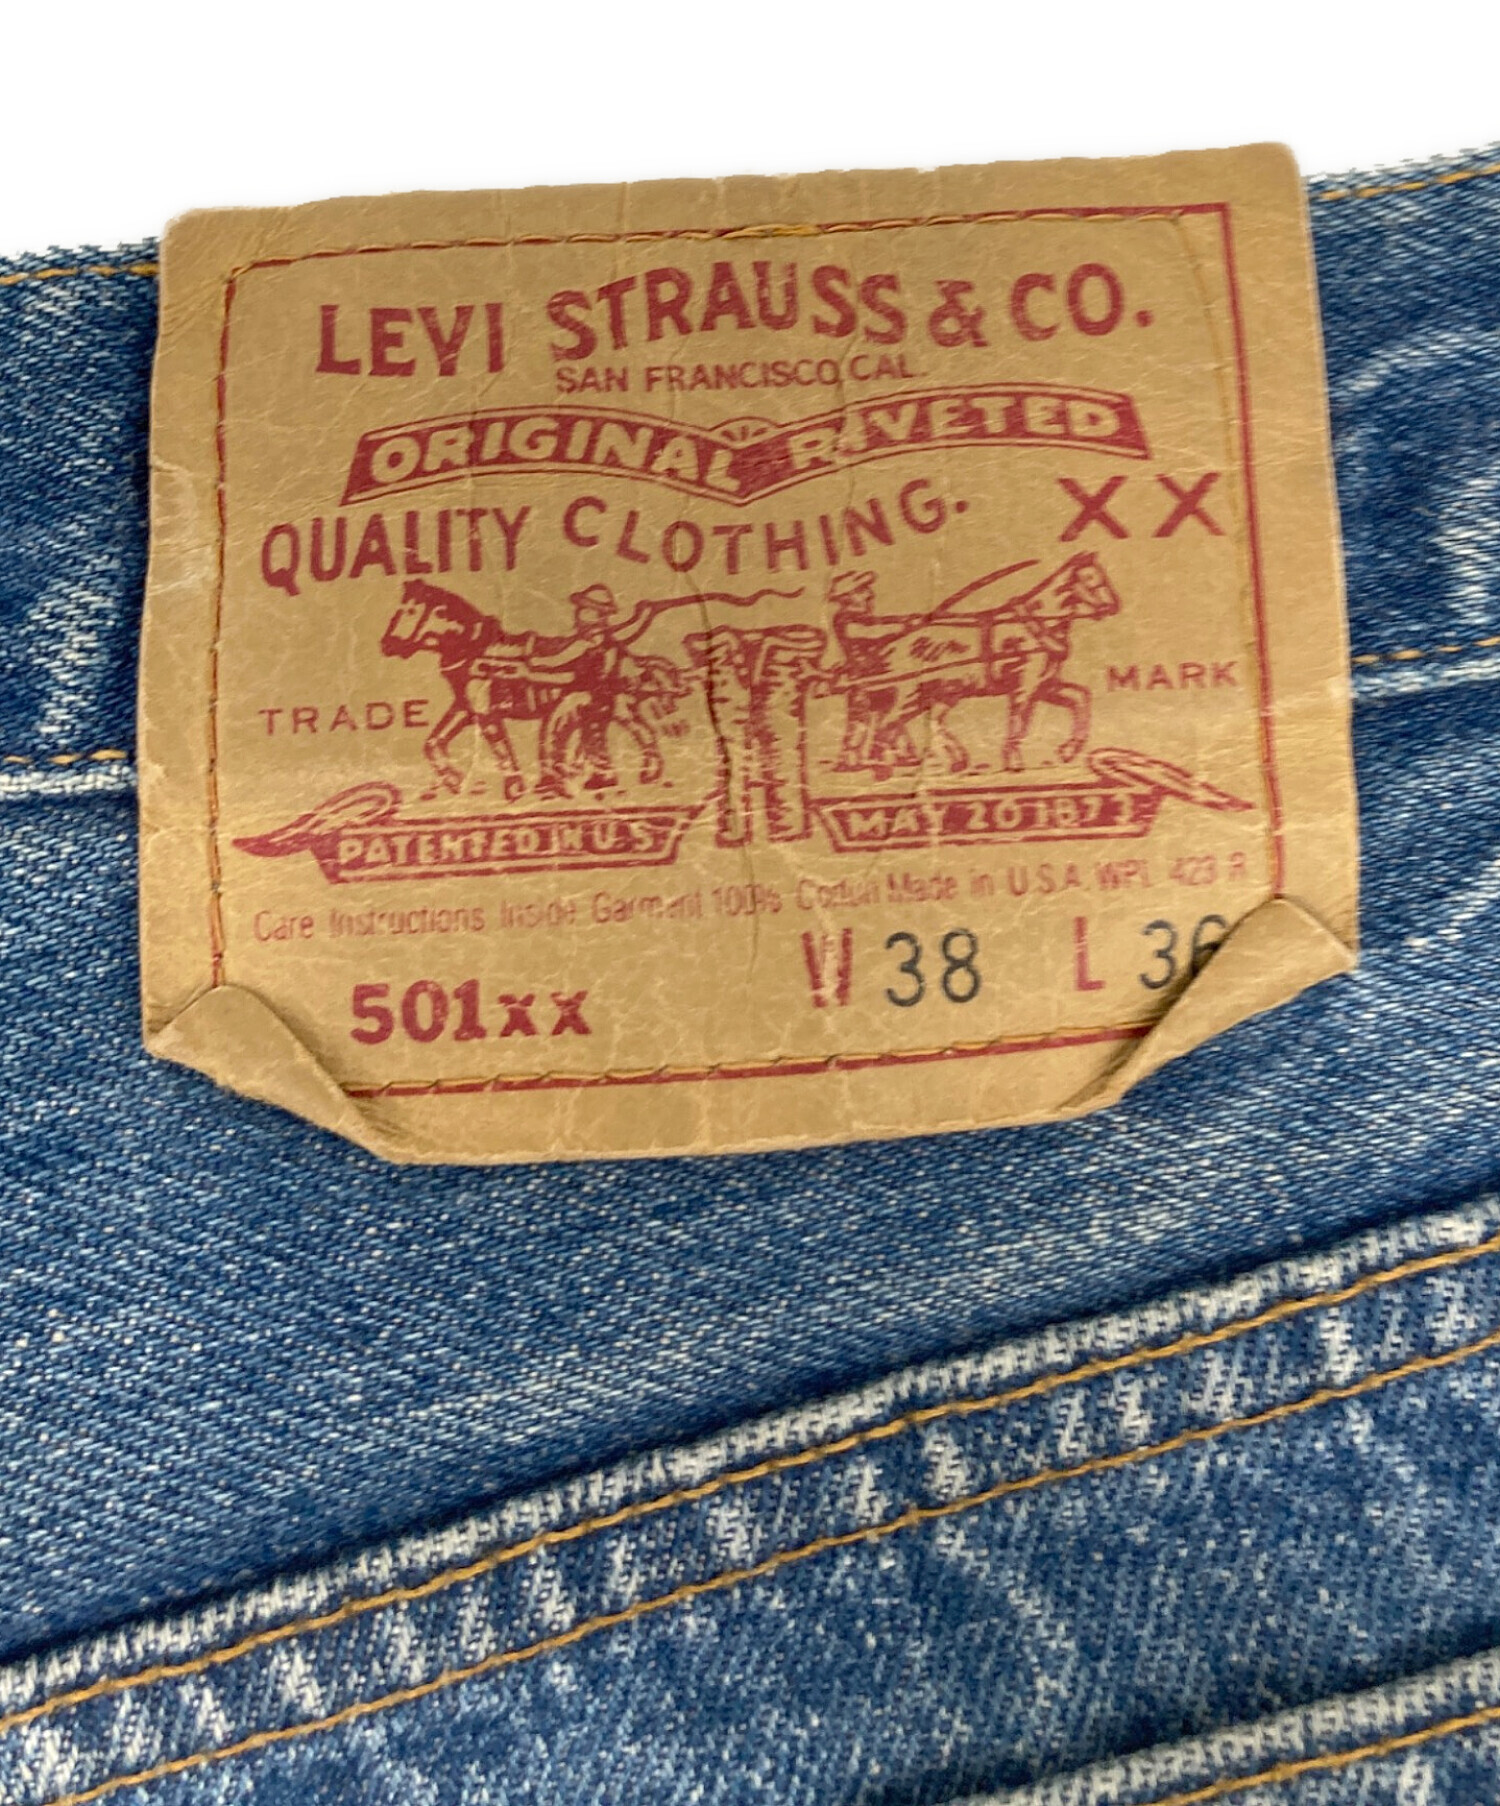 LEVI STRAUSS & CO.
SAN FRANCISCO, CAL.
ORIGINAL RIVETED
QUALITY CLOTHING. XX
TRADE MARK
PATENTED IN U.S. MAY 20 1873
Care Instructions Inside Garment 100% Cotton Made in U.S.A. WPL 423 R
501xx W 38 L 36